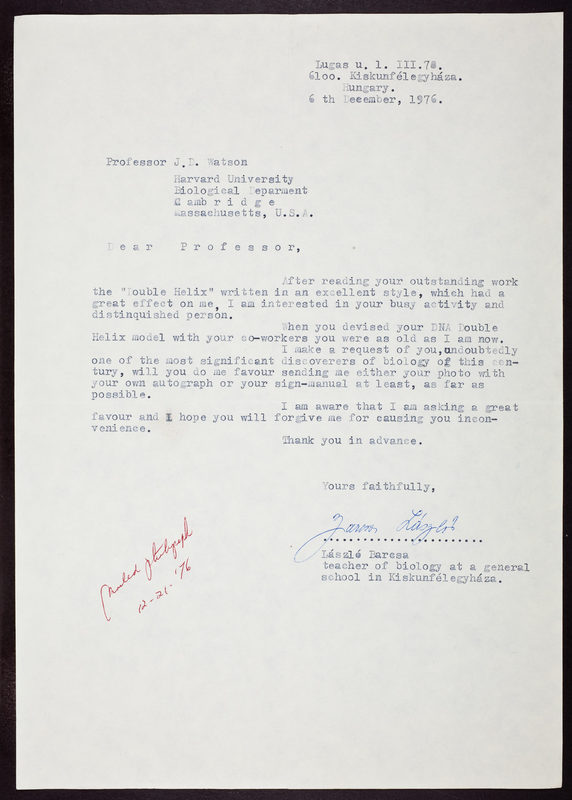 Lugas u. l. III.78.
6loo. Kiskunfélegyháza.
Hungary.
6 th December, 1976.
Professor J.D. Watson
Harvard University
Biological Deparment
C a m b r i d g e
Massachusetts, U.S.A.
D e a r P r o f e s s o r,
After reading your outstanding work
the "Double Helix" written in an excellent style, which had a
great effect on me, I am interested in your busy activity and
distinquished person.
When you devised your DNA Double
Helix model with your co-workers you were as old as I am now.
I make a request of you,undoubtedly
one of the most significant discoverers of biology of this cen-
tury, will you do me favour sending me either your photo with
your own autograph or your sign-manual at least, as far as
possible.
I am aware that I am asking a great
favour and I hope you will forgive me for causing you incon-
venience.
Thank you in advance.
Yours faithfully,
László
László Barcsa
teacher of biology at a general
school in Kiskunfélegyháza.
mailed photograph
12-21-'76